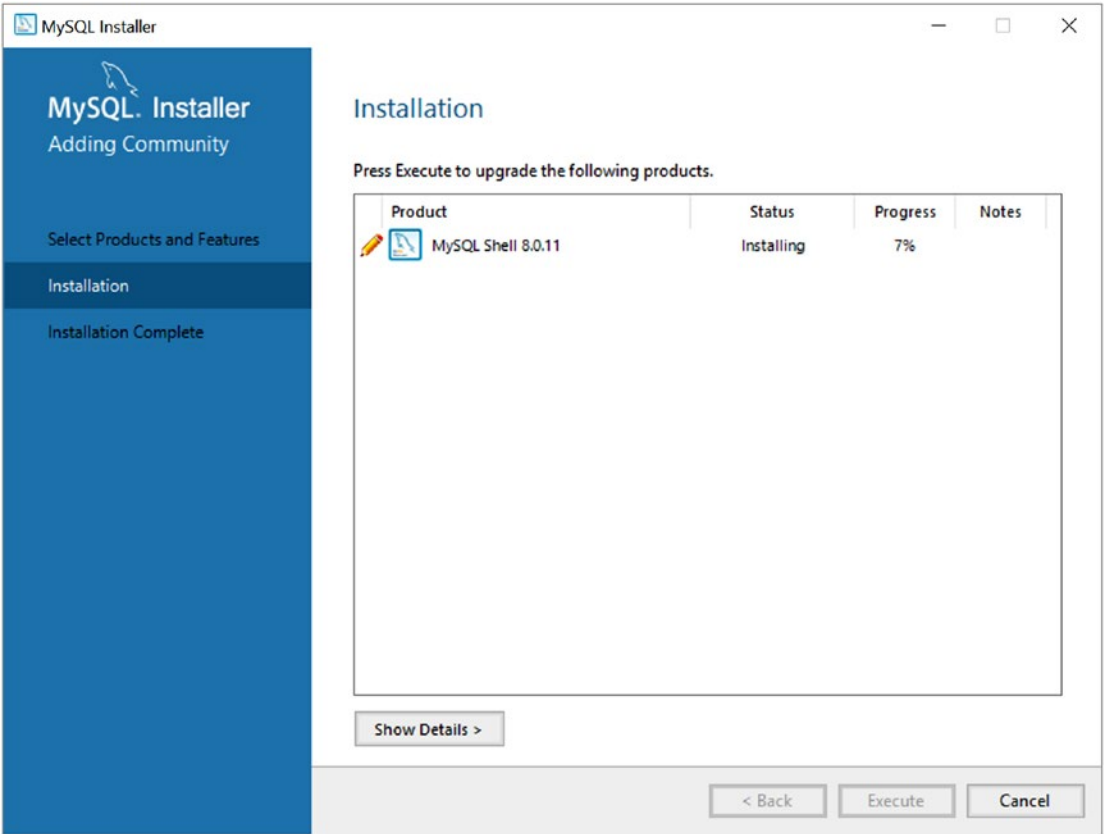 MySQL Installer
MySQL. Installer
Adding Community
Select Products and Features
Installation
Installation Complete
Installation
Press Execute to upgrade the following products.
Product Status Progress Notes
MySQL Shell 8.0.11 Installing 7%
Show Details >
< Back Execute Cancel